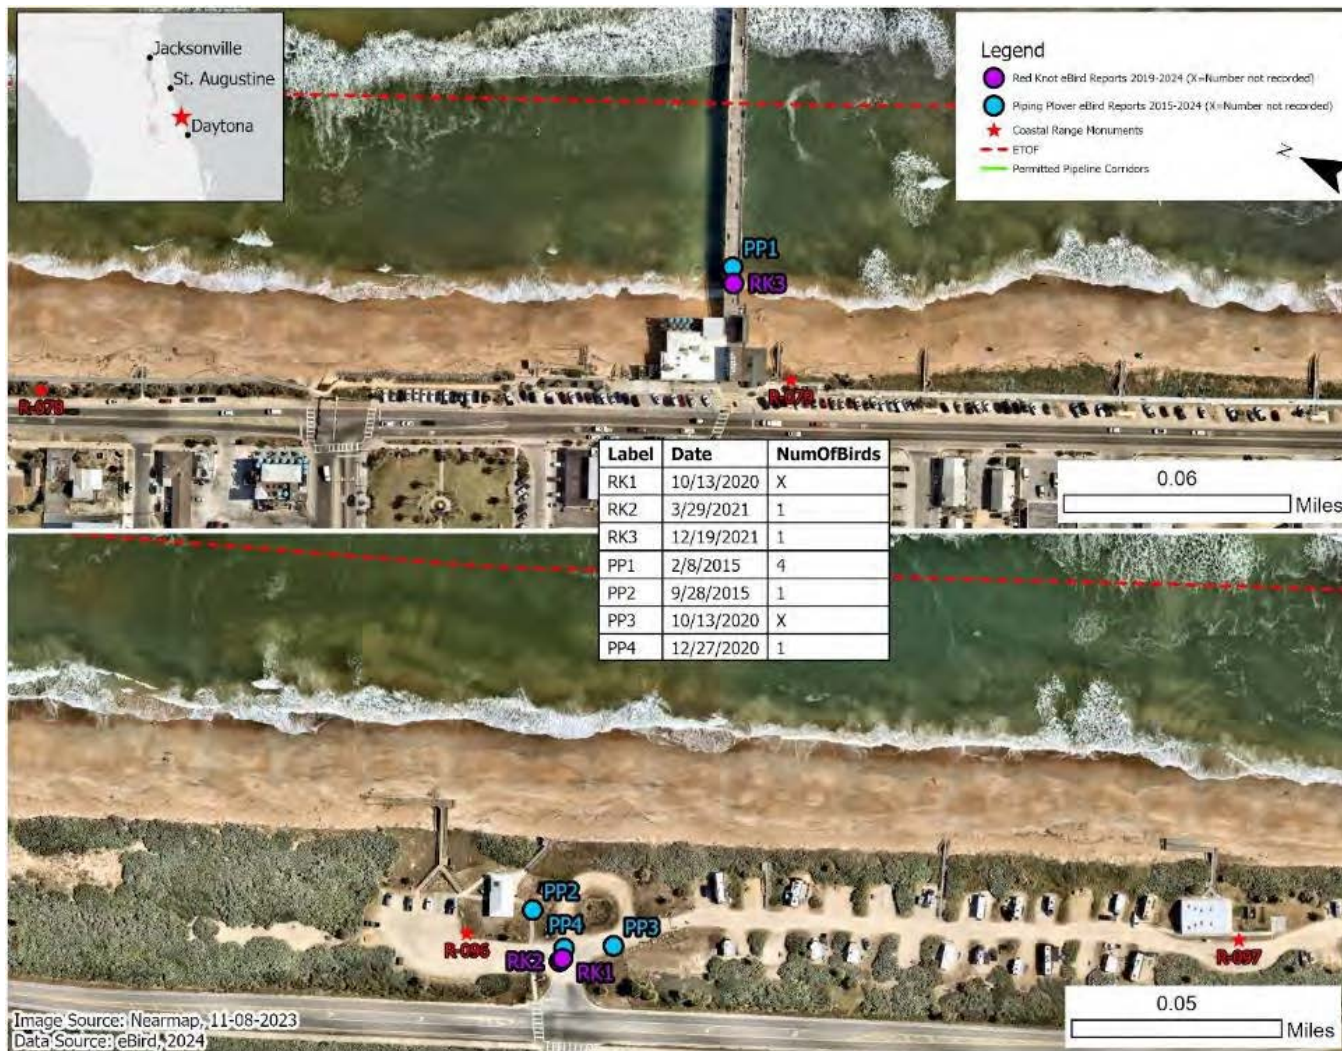 Jacksonville
St. Augustine
Daytona
Legend
Red Knot eBird Reports 2019-2024 (X=Number not recorded)
Piping Plover eBird Reports 2015-2024 (X=Number not recorded)
Coastal Range Monuments
ETOF
Permitted Pipeline Corridors
N
PP1
RK3
R-078
R-079
0.06
Miles
Label Date NumOfBirds
RK1 10/13/2020 X
RK2 3/29/2021 1
RK3 12/19/2021 1
PP1 2/8/2015 4
PP2 9/28/2015 1
PP3 10/13/2020 X
PP4 12/27/2020 1
PP2
PP4
PP3
R-096
RK2
RK1
R-097
0.05
Miles
Image Source: Nearmap, 11-08-2023
Data Source: eBird, 2024